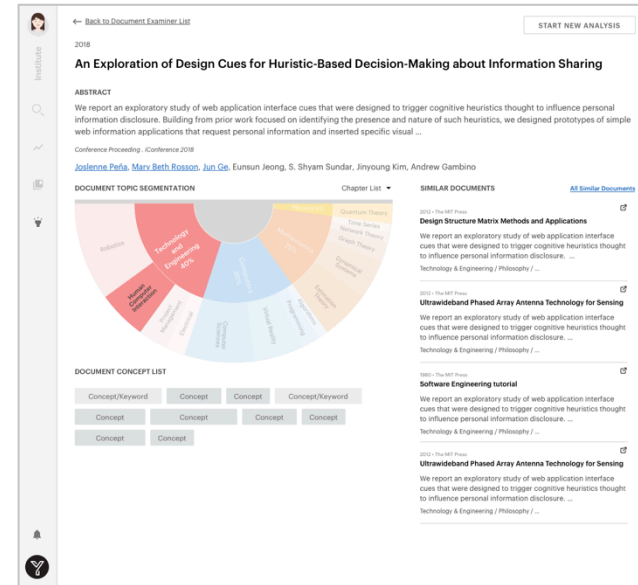 Institute
← Back to Document Examiner List
START NEW ANALYSIS
2018
An Exploration of Design Cues for Huristic-Based Decision-Making about Information Sharing
ABSTRACT
We report an exploratory study of web application interface cues that were designed to trigger cognitive heuristics thought to influence personal
information disclosure. Building from prior work focused on identifying the presence and nature of such heuristics, we designed prototypes of simple
web information applications that request personal information and inserted specific visual ...
Conference Proceeding . iConference 2018
Joslenne Peña, Mary Beth Rosson, Jun Ge, Eunsun Jeong, S. Shyam Sundar, Jinyoung Kim, Andrew Gambino
DOCUMENT TOPIC SEGMENTATION
Chapter List
Robotics
Technology
and
Engineering
40%
Human
Computer
Interaction
Project
Management
Electrical
Computer
Sciences
Virtual Reality
Programming
Algorithms
Estimation
Theory
Dynamical
Systems
Graph Theory
Network Theory
Time Series
Quantum Theory
DOCUMENT CONCEPT LIST
Concept/Keyword
Concept
Concept
Concept/Keyword
Concept
Concept
Concept
Concept
Concept
Concept
SIMILAR DOCUMENTS
All Similar Documents
2012 • The MIT Press
Design Structure Matrix Methods and Applications
We report an exploratory study of web application interface
cues that were designed to trigger cognitive heuristics thought
to influence personal information disclosure. ...
Technology & Engineering / Philosophy / ...
2012 • The MIT Press
Ultrawideband Phased Array Antenna Technology for Sensing
We report an exploratory study of web application interface
cues that were designed to trigger cognitive heuristics thought
to influence personal information disclosure. ...
Technology & Engineering / Philosophy / ...
1980 • The MIT Press
Software Engineering tutorial
We report an exploratory study of web application interface
cues that were designed to trigger cognitive heuristics thought
to influence personal information disclosure. ...
Technology & Engineering / Philosophy / ...
2012 • The MIT Press
Ultrawideband Phased Array Antenna Technology for Sensing
We report an exploratory study of web application interface
cues that were designed to trigger cognitive heuristics thought
to influence personal information disclosure. ...
Technology & Engineering / Philosophy / ...